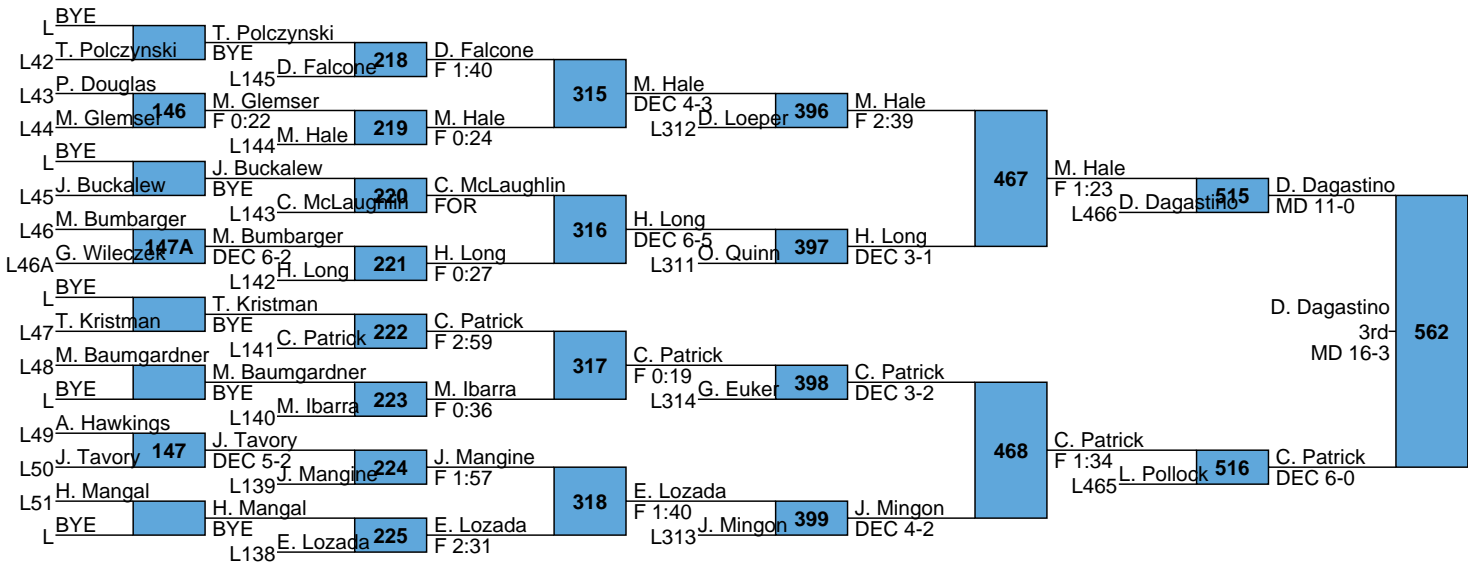 BYE
L
T. Polczynski
L42
T. Polczynski
BYE
P. Douglas
L43
146
M. Glemser
L44
M. Glemser
F 0:22
BYE
L
J. Buckalew
L45
J. Buckalew
BYE
M. Bumbarger
L46
147A
G. Wileczek
L46A
M. Bumbarger
DEC 6-2
BYE
L
T. Kristman
L47
T. Kristman
BYE
M. Baumgardner
L48
BYE
L
M. Baumgardner
BYE
A. Hawkings
L49
147
J. Tavory
L50
J. Tavory
DEC 5-2
H. Mangal
L51
BYE
L
H. Mangal
BYE
218
L145
D. Falcone
D. Falcone
F 1:40
219
L144
M. Hale
M. Hale
F 0:24
220
L143
C. McLaughlin
C. McLaughlin
FOR
221
L142
H. Long
H. Long
F 0:27
222
L141
C. Patrick
C. Patrick
F 2:59
223
L140
M. Ibarra
M. Ibarra
F 0:36
224
L139
J. Mangine
J. Mangine
F 1:57
225
L138
E. Lozada
E. Lozada
F 2:31
315
M. Hale
DEC 4-3
316
H. Long
DEC 6-5
317
C. Patrick
F 0:19
318
E. Lozada
F 1:40
396
L312
D. Loeper
M. Hale
F 2:39
397
L311
O. Quinn
H. Long
DEC 3-1
398
L314
G. Euker
C. Patrick
DEC 3-2
399
L313
J. Mingon
J. Mingon
DEC 4-2
467
M. Hale
F 1:23
468
C. Patrick
F 1:34
515
L466
D. Dagastino
D. Dagastino
MD 11-0
516
L465
L. Pollock
C. Patrick
DEC 6-0
562
D. Dagastino
3rd
MD 16-3